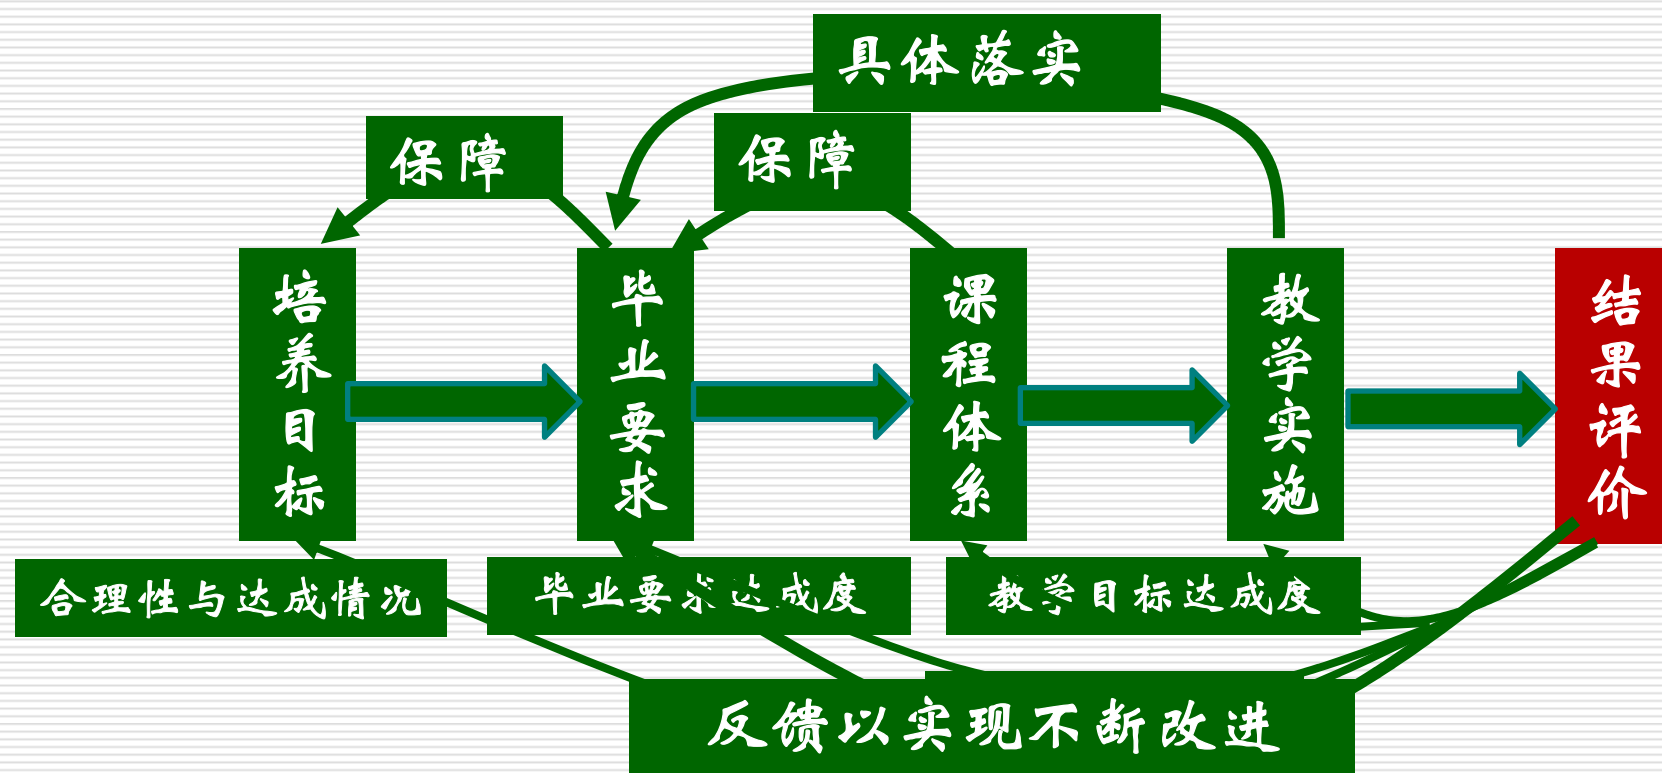 具体落实
保障
保障
培养目标
毕业要求
课程体系
教学实施
结果评价
合理性与达成情况
毕业要求达成度
教学目标达成度
反馈以实现不断改进